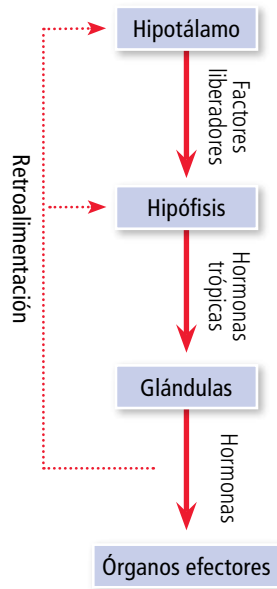 Hipotálamo
Factores
liberadores
Hipófisis
Retroalimentación
Hormonas
trópicas
Glándulas
Hormonas
Órganos efectores